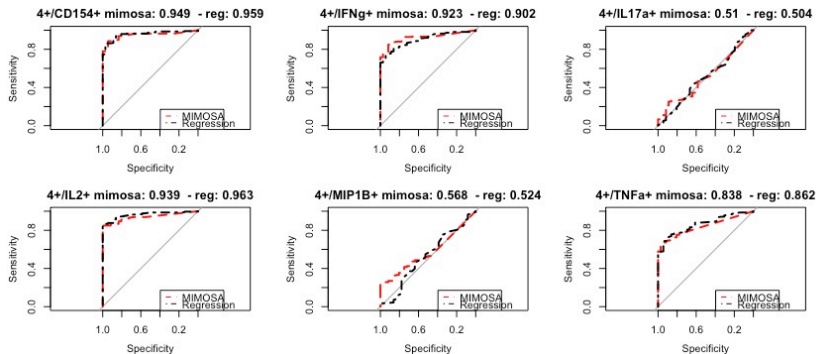 4+/CD154+ mimosa: 0.949 - reg: 0.959
Sensitivity
0.0 0.4 0.8
MIMOSA
Regression
1.0 0.6 0.2
Specificity
4+/IFNg+ mimosa: 0.923 - reg: 0.902
Sensitivity
0.0 0.4 0.8
MIMOSA
Regression
1.0 0.6 0.2
Specificity
4+/IL17a+ mimosa: 0.51 - reg: 0.504
Sensitivity
0.0 0.4 0.8
MIMOSA
Regression
1.0 0.6 0.2
Specificity
4+/IL2+ mimosa: 0.939 - reg: 0.963
Sensitivity
0.0 0.4 0.8
MIMOSA
Regression
1.0 0.6 0.2
Specificity
4+/MIP1B+ mimosa: 0.568 - reg: 0.524
Sensitivity
0.0 0.4 0.8
MIMOSA
Regression
1.0 0.6 0.2
Specificity
4+/TNFa+ mimosa: 0.838 - reg: 0.862
Sensitivity
0.0 0.4 0.8
MIMOSA
Regression
1.0 0.6 0.2
Specificity